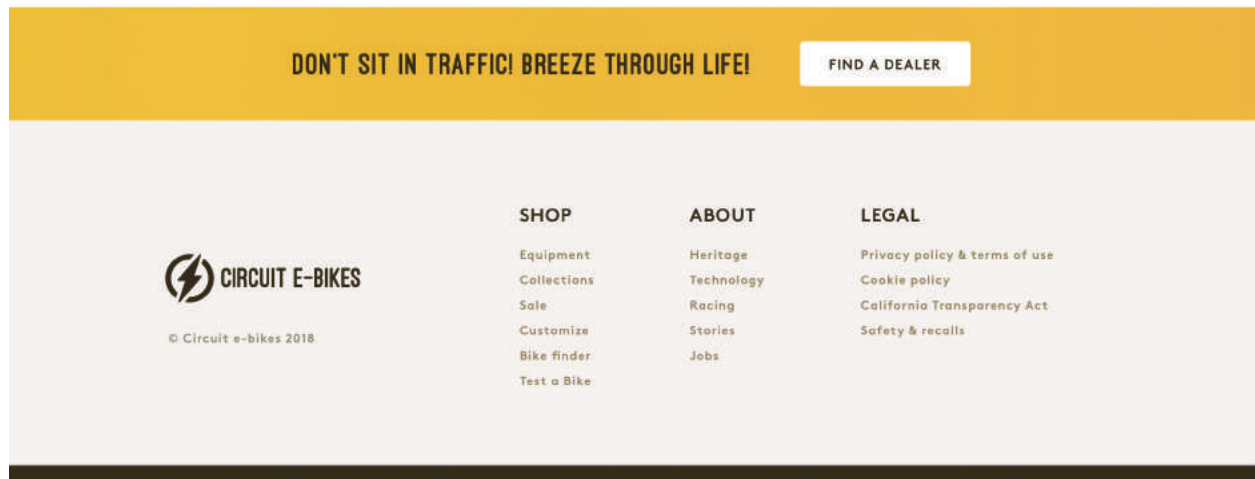 DON'T SIT IN TRAFFIC! BREEZE THROUGH LIFE!
FIND A DEALER
CIRCUIT E-BIKES
© Circuit e-bikes 2018
SHOP
Equipment
Collections
Sale
Customize
Bike finder
Test a Bike
ABOUT
Heritage
Technology
Racing
Stories
Jobs
LEGAL
Privacy policy & terms of use
Cookie policy
California Transparency Act
Safety & recalls